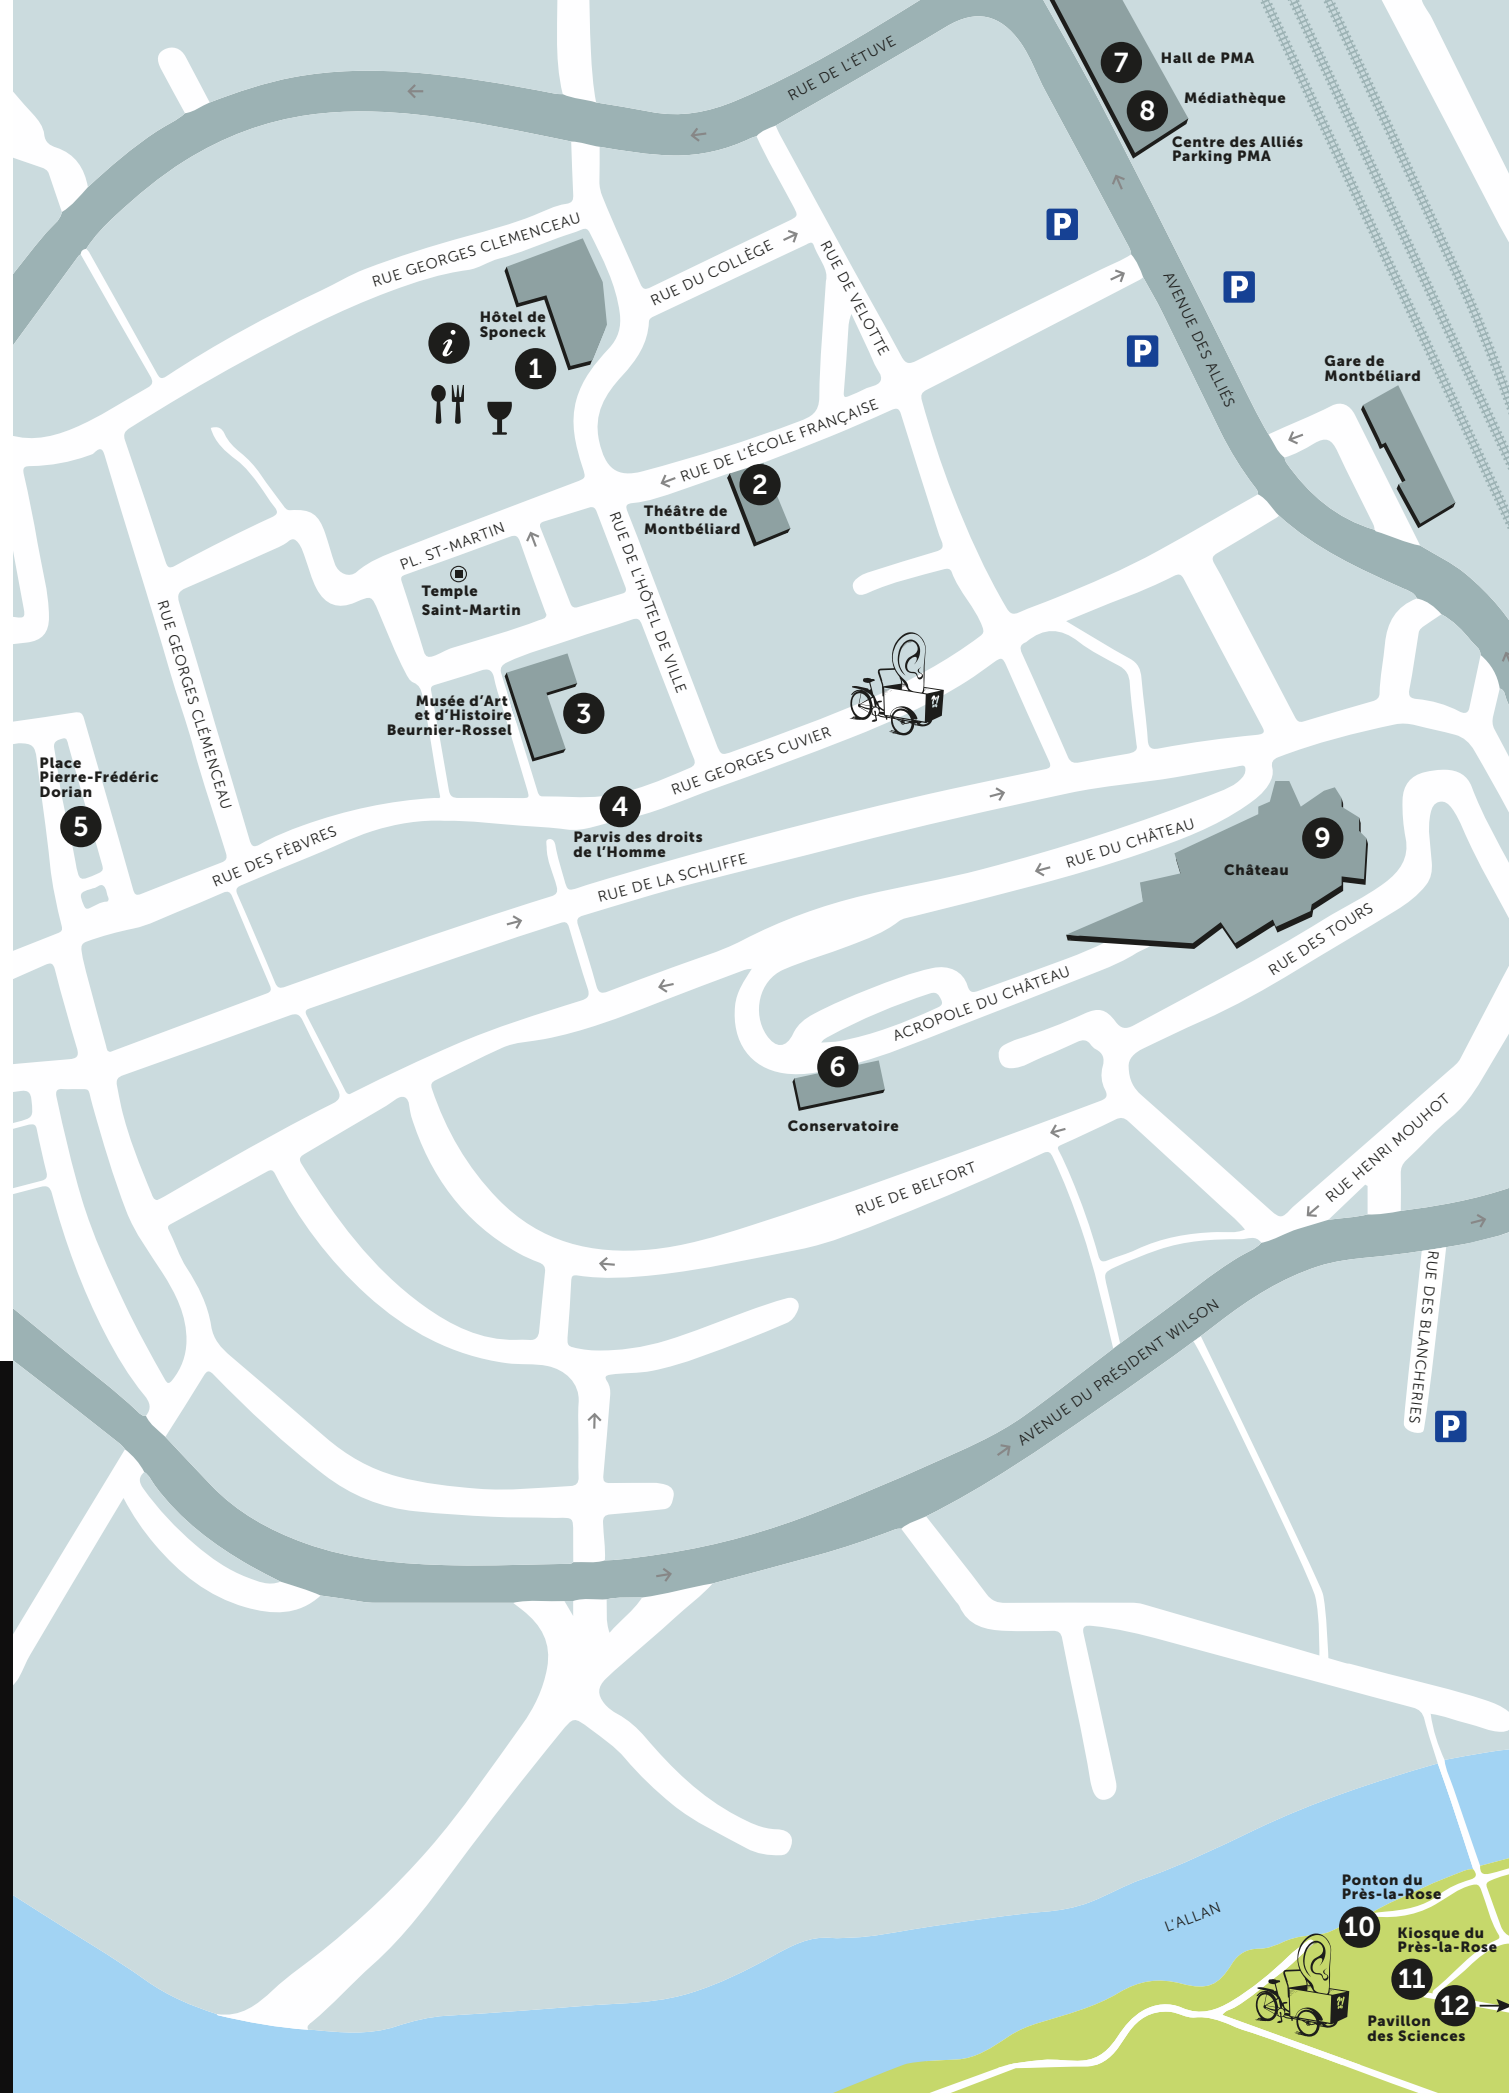 RUE DE L'ÉTUVE
7
Hall de PMA
8
Médiathèque
Centre des Alliés
Parking PMA
P
P
P
AVENUE DES ALLIÉS
RUE GEORGES CLEMENCEAU
RUE DU COLLÈGE
RUE DE VELOTTE
Hôtel de
Sponeck
i
1
Gare de
Montbéliard
RUE DE L'ÉCOLE FRANÇAISE
2
Théâtre de
Montbéliard
PL. ST-MARTIN
Temple
Saint-Martin
RUE DE L'HÔTEL DE VILLE
RUE GEORGES CLÉMENCEAU
Musée d'Art
et d'Histoire
Beurnier-Rossel
3
RUE GEORGES CUVIER
Place
Pierre-Frédéric
Dorian
5
4
Parvis des droits
de l'Homme
RUE DES FÈBVRES
RUE DE LA SCHLIFFE
RUE DU CHÂTEAU
9
Château
RUE DES TOURS
ACROPOLE DU CHÂTEAU
6
Conservatoire
RUE DE BELFORT
RUE HENRI MOUHOT
AVENUE DU PRÉSIDENT WILSON
RUE DES BLANCHERIES
P
L'ALLAN
Ponton du
Près-la-Rose
10
Kiosque du
Près-la-Rose
11
12
Pavillon
des Sciences